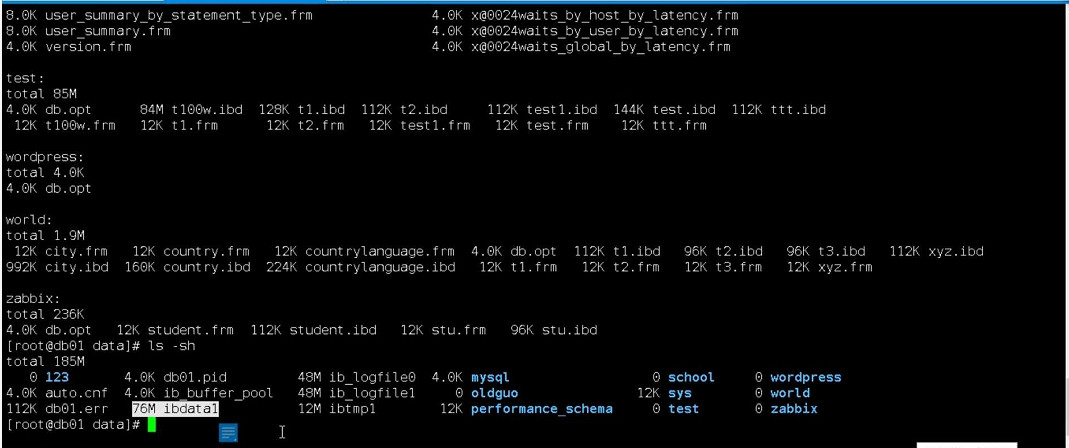 8.0K user_summary_by_statement_type.frm 4.0K x@0024waits_by_host_by_latency.frm
8.0K user_summary.frm 4.0K x@0024waits_by_user_by_latency.frm
4.0K version.frm 4.0K x@0024waits_global_by_latency.frm
test:
total 85M
4.0K db.opt 84M t100w.ibd 128K t1.ibd 112K t2.ibd 112K test1.ibd 144K test.ibd 112K ttt.ibd
12K t100w.frm 12K t1.frm 12K t2.frm 12K test1.frm 12K test.frm 12K ttt.frm
wordpress:
total 4.0K
4.0K db.opt
world:
total 1.9M
12K city.frm 12K country.frm 12K countrylanguage.frm 4.0K db.opt 112K t1.ibd 96K t2.ibd 96K t3.ibd 112K xyz.ibd
992K city.ibd 160K country.ibd 224K countrylanguage.ibd 12K t1.frm 12K t2.frm 12K t3.frm 12K xyz.frm
zabbix:
total 236K
4.0K db.opt 12K student.frm 112K student.ibd 12K stu.frm 96K stu.ibd
[root@db01 data]# ls -sh
total 185M
0 123 4.0K db01.pid 48M ib_logfile0 4.0K mysql 0 school 0 wordpress
4.0K auto.cnf 4.0K ib_buffer_pool 48M ib_logfile1 0 oldguo 12K sys 0 world
112K db01.err 76M ibdata1 12M ibtmp1 12K performance_schema 0 test 0 zabbix
[root@db01 data]#